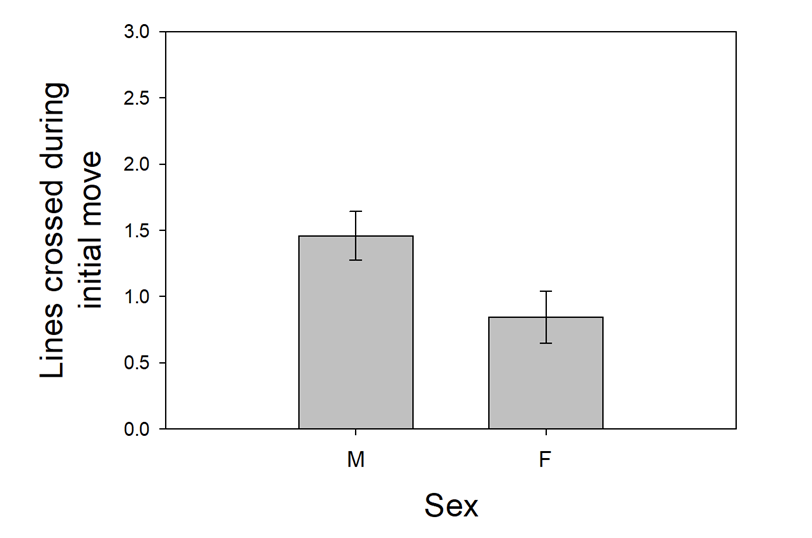 3.0
2.5
2.0
1.5
1.0
0.5
0.0
Lines crossed during
initial move
M F
Sex